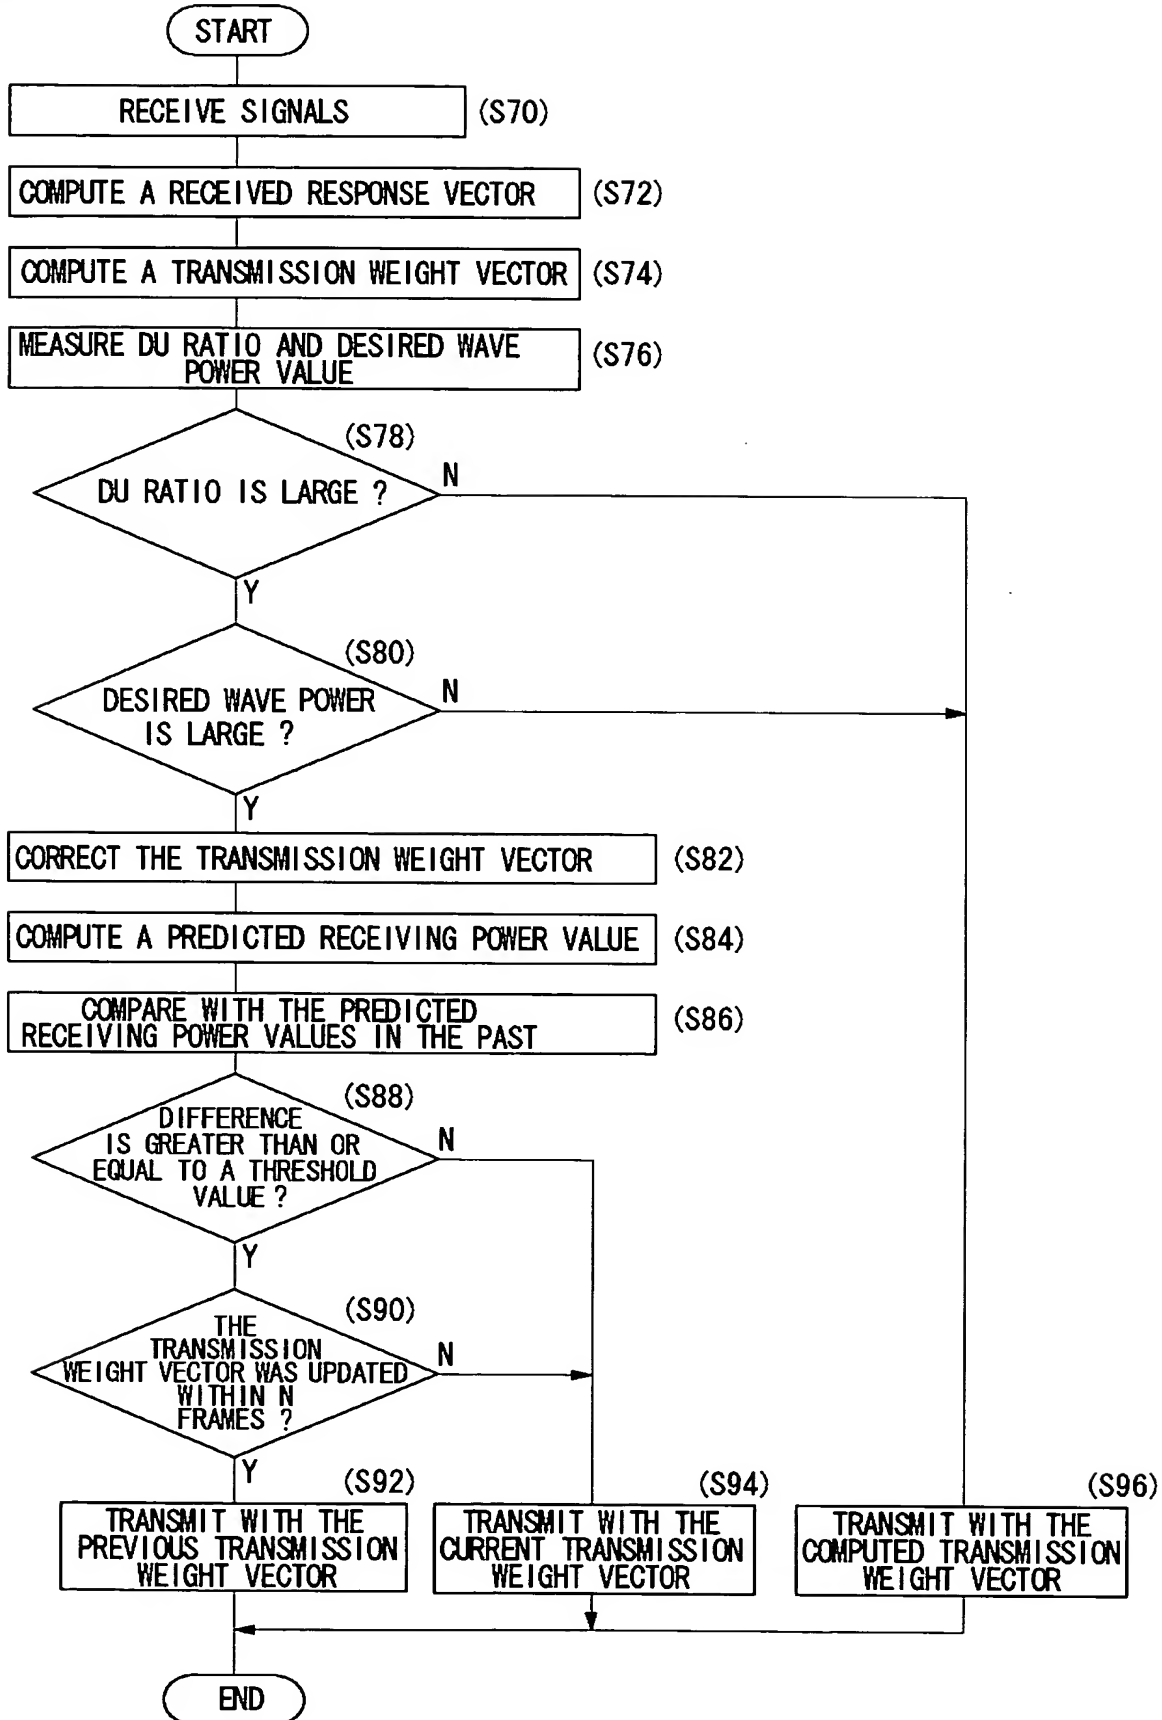 START
RECEIVE SIGNALS (S70)
COMPUTE A RECEIVED RESPONSE VECTOR (S72)
COMPUTE A TRANSMISSION WEIGHT VECTOR (S74)
MEASURE DU RATIO AND DESIRED WAVE
POWER VALUE
(S76)
(S78)
DU RATIO IS LARGE ?
N
Y
(S80)
DESIRED WAVE POWER
IS LARGE ?
N
Y
CORRECT THE TRANSMISSION WEIGHT VECTOR (S82)
COMPUTE A PREDICTED RECEIVING POWER VALUE (S84)
COMPARE WITH THE PREDICTED
RECEIVING POWER VALUES IN THE PAST
(S86)
(S88)
DIFFERENCE
IS GREATER THAN OR
EQUAL TO A THRESHOLD
VALUE ?
N
Y
(S90)
THE
TRANSMISSION
WEIGHT VECTOR WAS UPDATED
WITHIN N
FRAMES ?
N
Y
(S92)
TRANSMIT WITH THE
PREVIOUS TRANSMISSION
WEIGHT VECTOR
(S94)
TRANSMIT WITH THE
CURRENT TRANSMISSION
WEIGHT VECTOR
(S96)
TRANSMIT WITH THE
COMPUTED TRANSMISSION
WEIGHT VECTOR
END